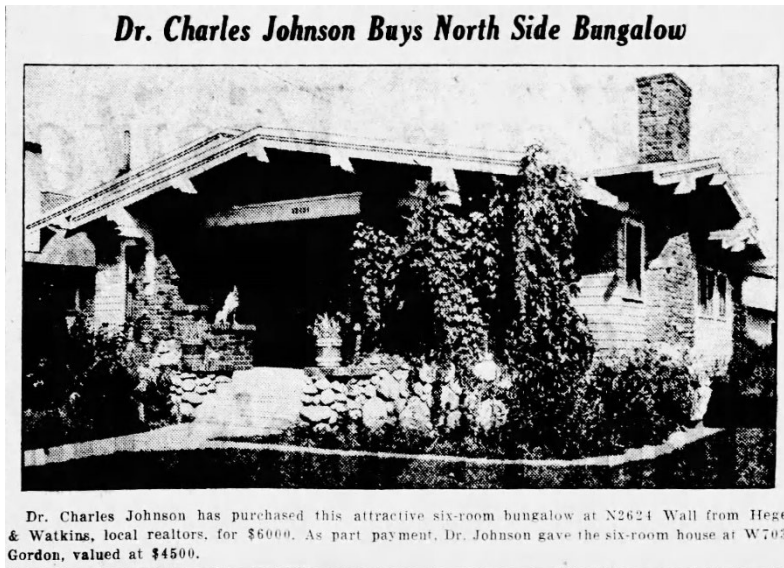 Dr. Charles Johnson Buys North Side Bungalow
Dr. Charles Johnson has purchased this attractive six-room bungalow at N2624 Wall from Hege
& Watkins, local realtors, for $6000. As part payment, Dr. Johnson gave the six-room house at W703
Gordon, valued at $4500.